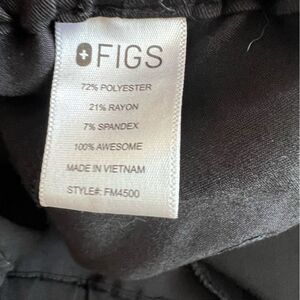 FIGS
72% POLYESTER
21% RAYON
7% SPANDEX
100% AWESOME
MADE IN VIETNAM
STYLE#: FM4500